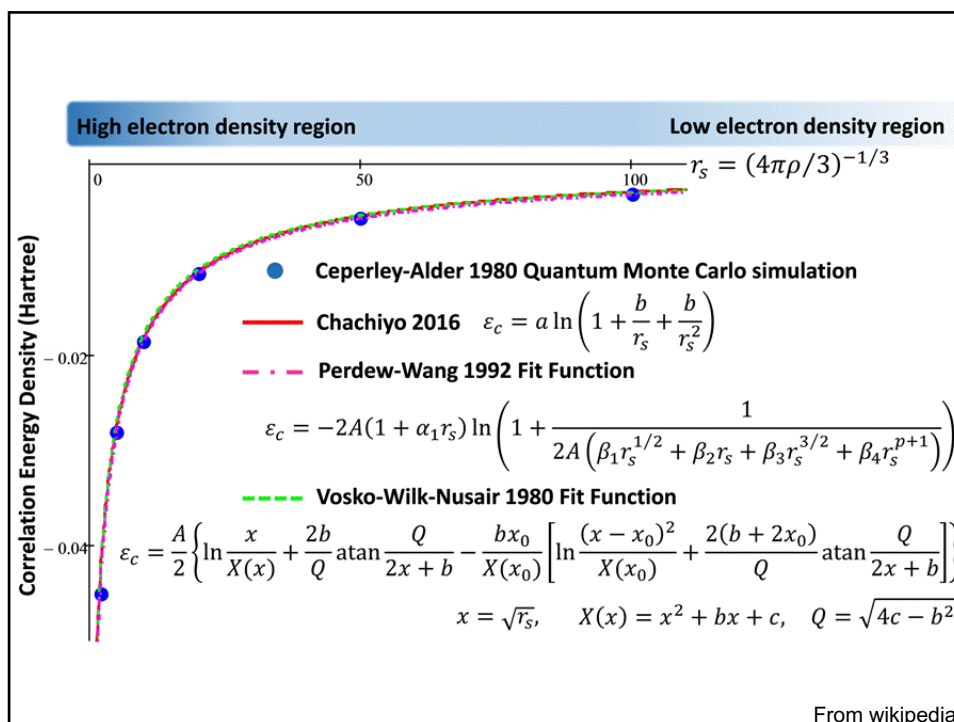 High electron density region Low electron density region
0 50 100 r_s = (4πρ/3)^{-1/3}
Correlation Energy Density (Hartree)
Ceperley-Alder 1980 Quantum Monte Carlo simulation
Chachiyo 2016 ε_c = a ln(1 + b/r_s + b/r_s^2)
− 0.02
Perdew-Wang 1992 Fit Function
ε_c = −2A(1 + α_1 r_s) ln(1 + 1/(2A(β_1 r_s^{1/2} + β_2 r_s + β_3 r_s^{3/2} + β_4 r_s^{p+1})))
Vosko-Wilk-Nusair 1980 Fit Function
− 0.04
ε_c = A/2 {ln x/X(x) + 2b/Q atan Q/(2x + b) − bx_0/X(x_0) [ln (x − x_0)^2/X(x_0) + 2(b + 2x_0)/Q atan Q/(2x + b)]}
x = √r_s, X(x) = x^2 + bx + c, Q = √(4c − b^2)
From wikipedia